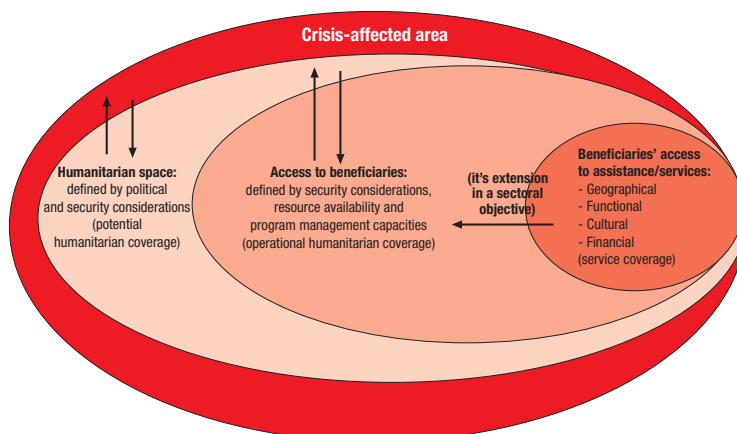 Crisis-affected area
Humanitarian space:
defined by political
and security considerations
(potential
humanitarian coverage)
Access to beneficiaries:
defined by security considerations,
resource availability and
program management capacities
(operational humanitarian coverage)
(it's extension
in a sectoral
objective)
Beneficiaries' access
to assistance/services:
- Geographical
- Functional
- Cultural
- Financial
(service coverage)